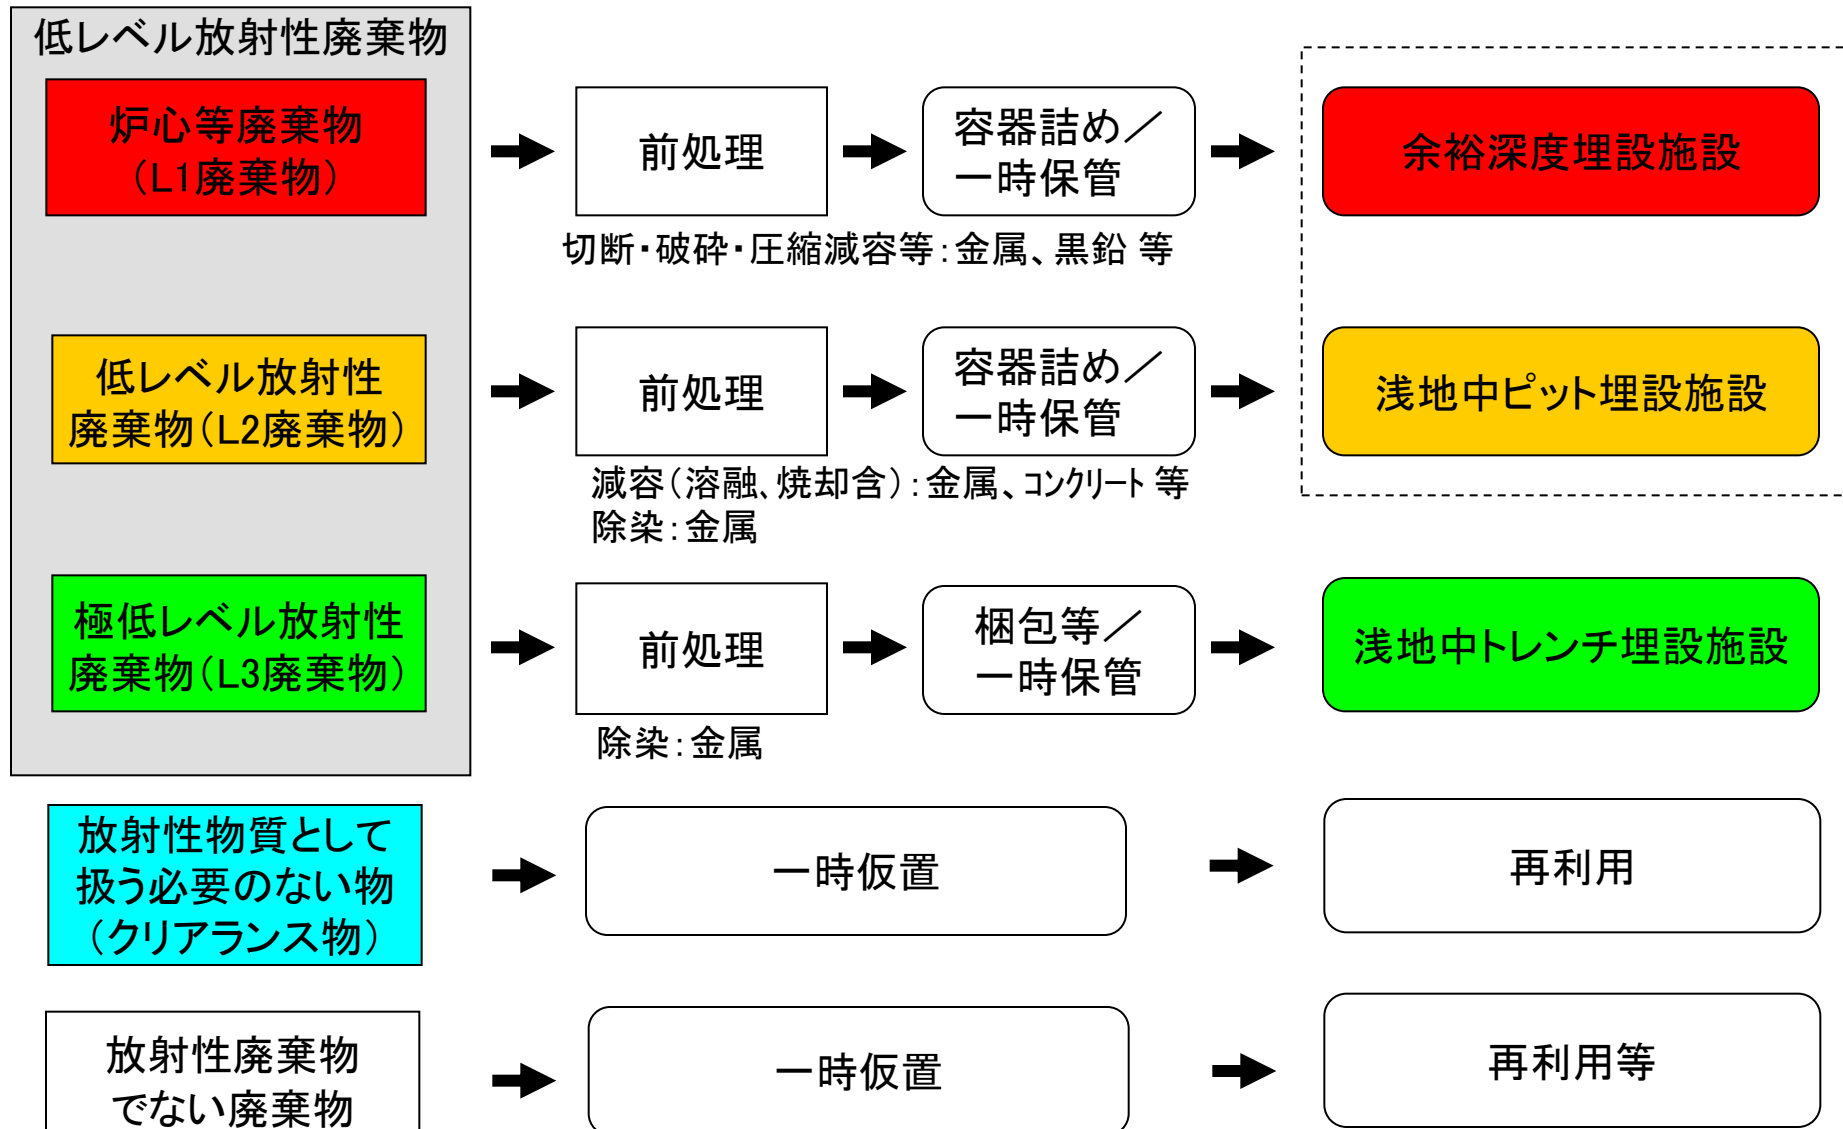 低レベル放射性廃棄物
炉心等廃棄物
（L1廃棄物）
前処理
容器詰め／
一時保管
余裕深度埋設施設
切断・破砕・圧縮減容等：金属、黒鉛 等
低レベル放射性
廃棄物（L2廃棄物）
前処理
容器詰め／
一時保管
浅地中ピット埋設施設
減容（溶融、焼却含）：金属、コンクリート 等
除染：金属
極低レベル放射性
廃棄物（L3廃棄物）
前処理
梱包等／
一時保管
浅地中トレンチ埋設施設
除染：金属
放射性物質として
扱う必要のない物
（クリアランス物）
一時仮置
再利用
放射性廃棄物
でない廃棄物
一時仮置
再利用等